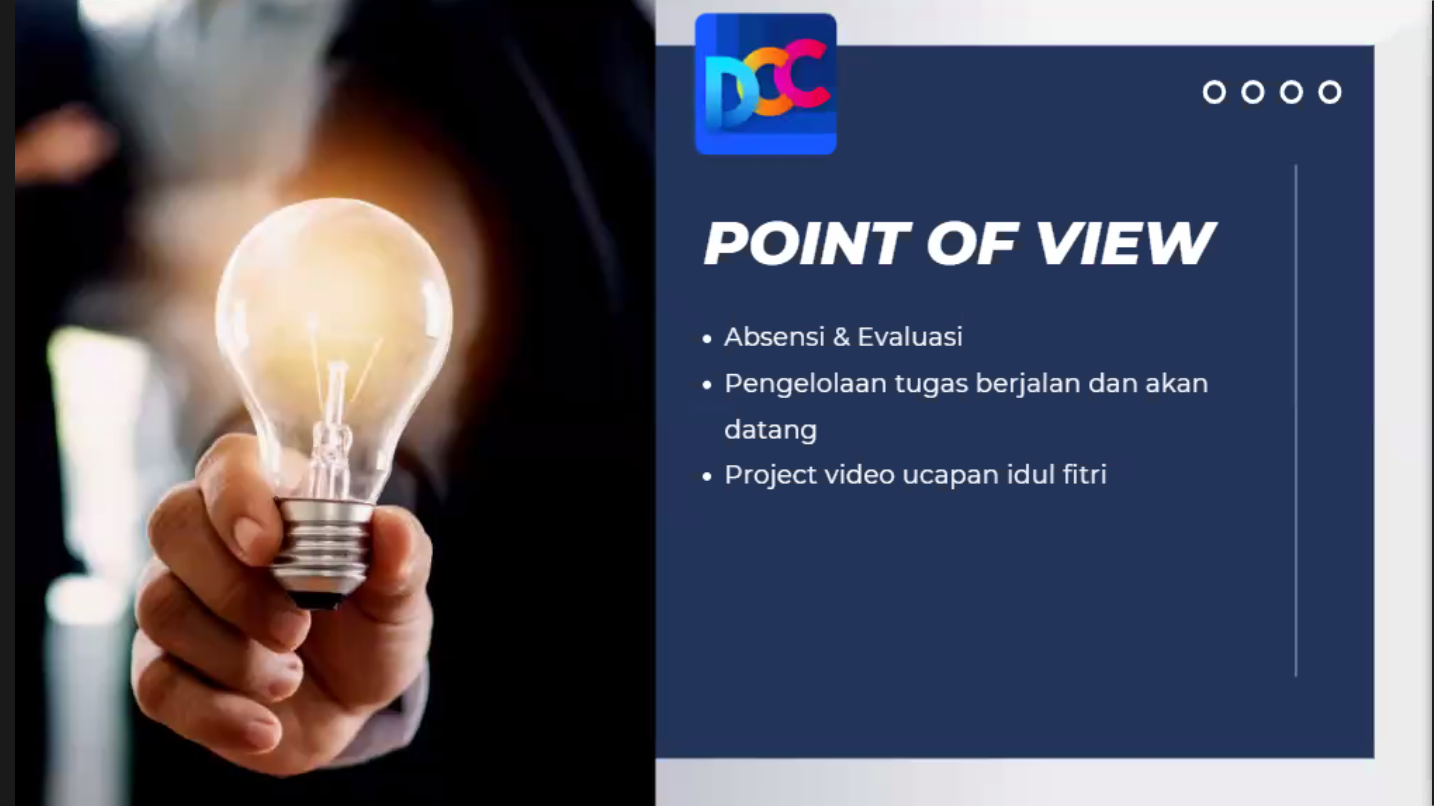 DCC
POINT OF VIEW
• Absensi & Evaluasi
• Pengelolaan tugas berjalan dan akan
datang
• Project video ucapan idul fitri